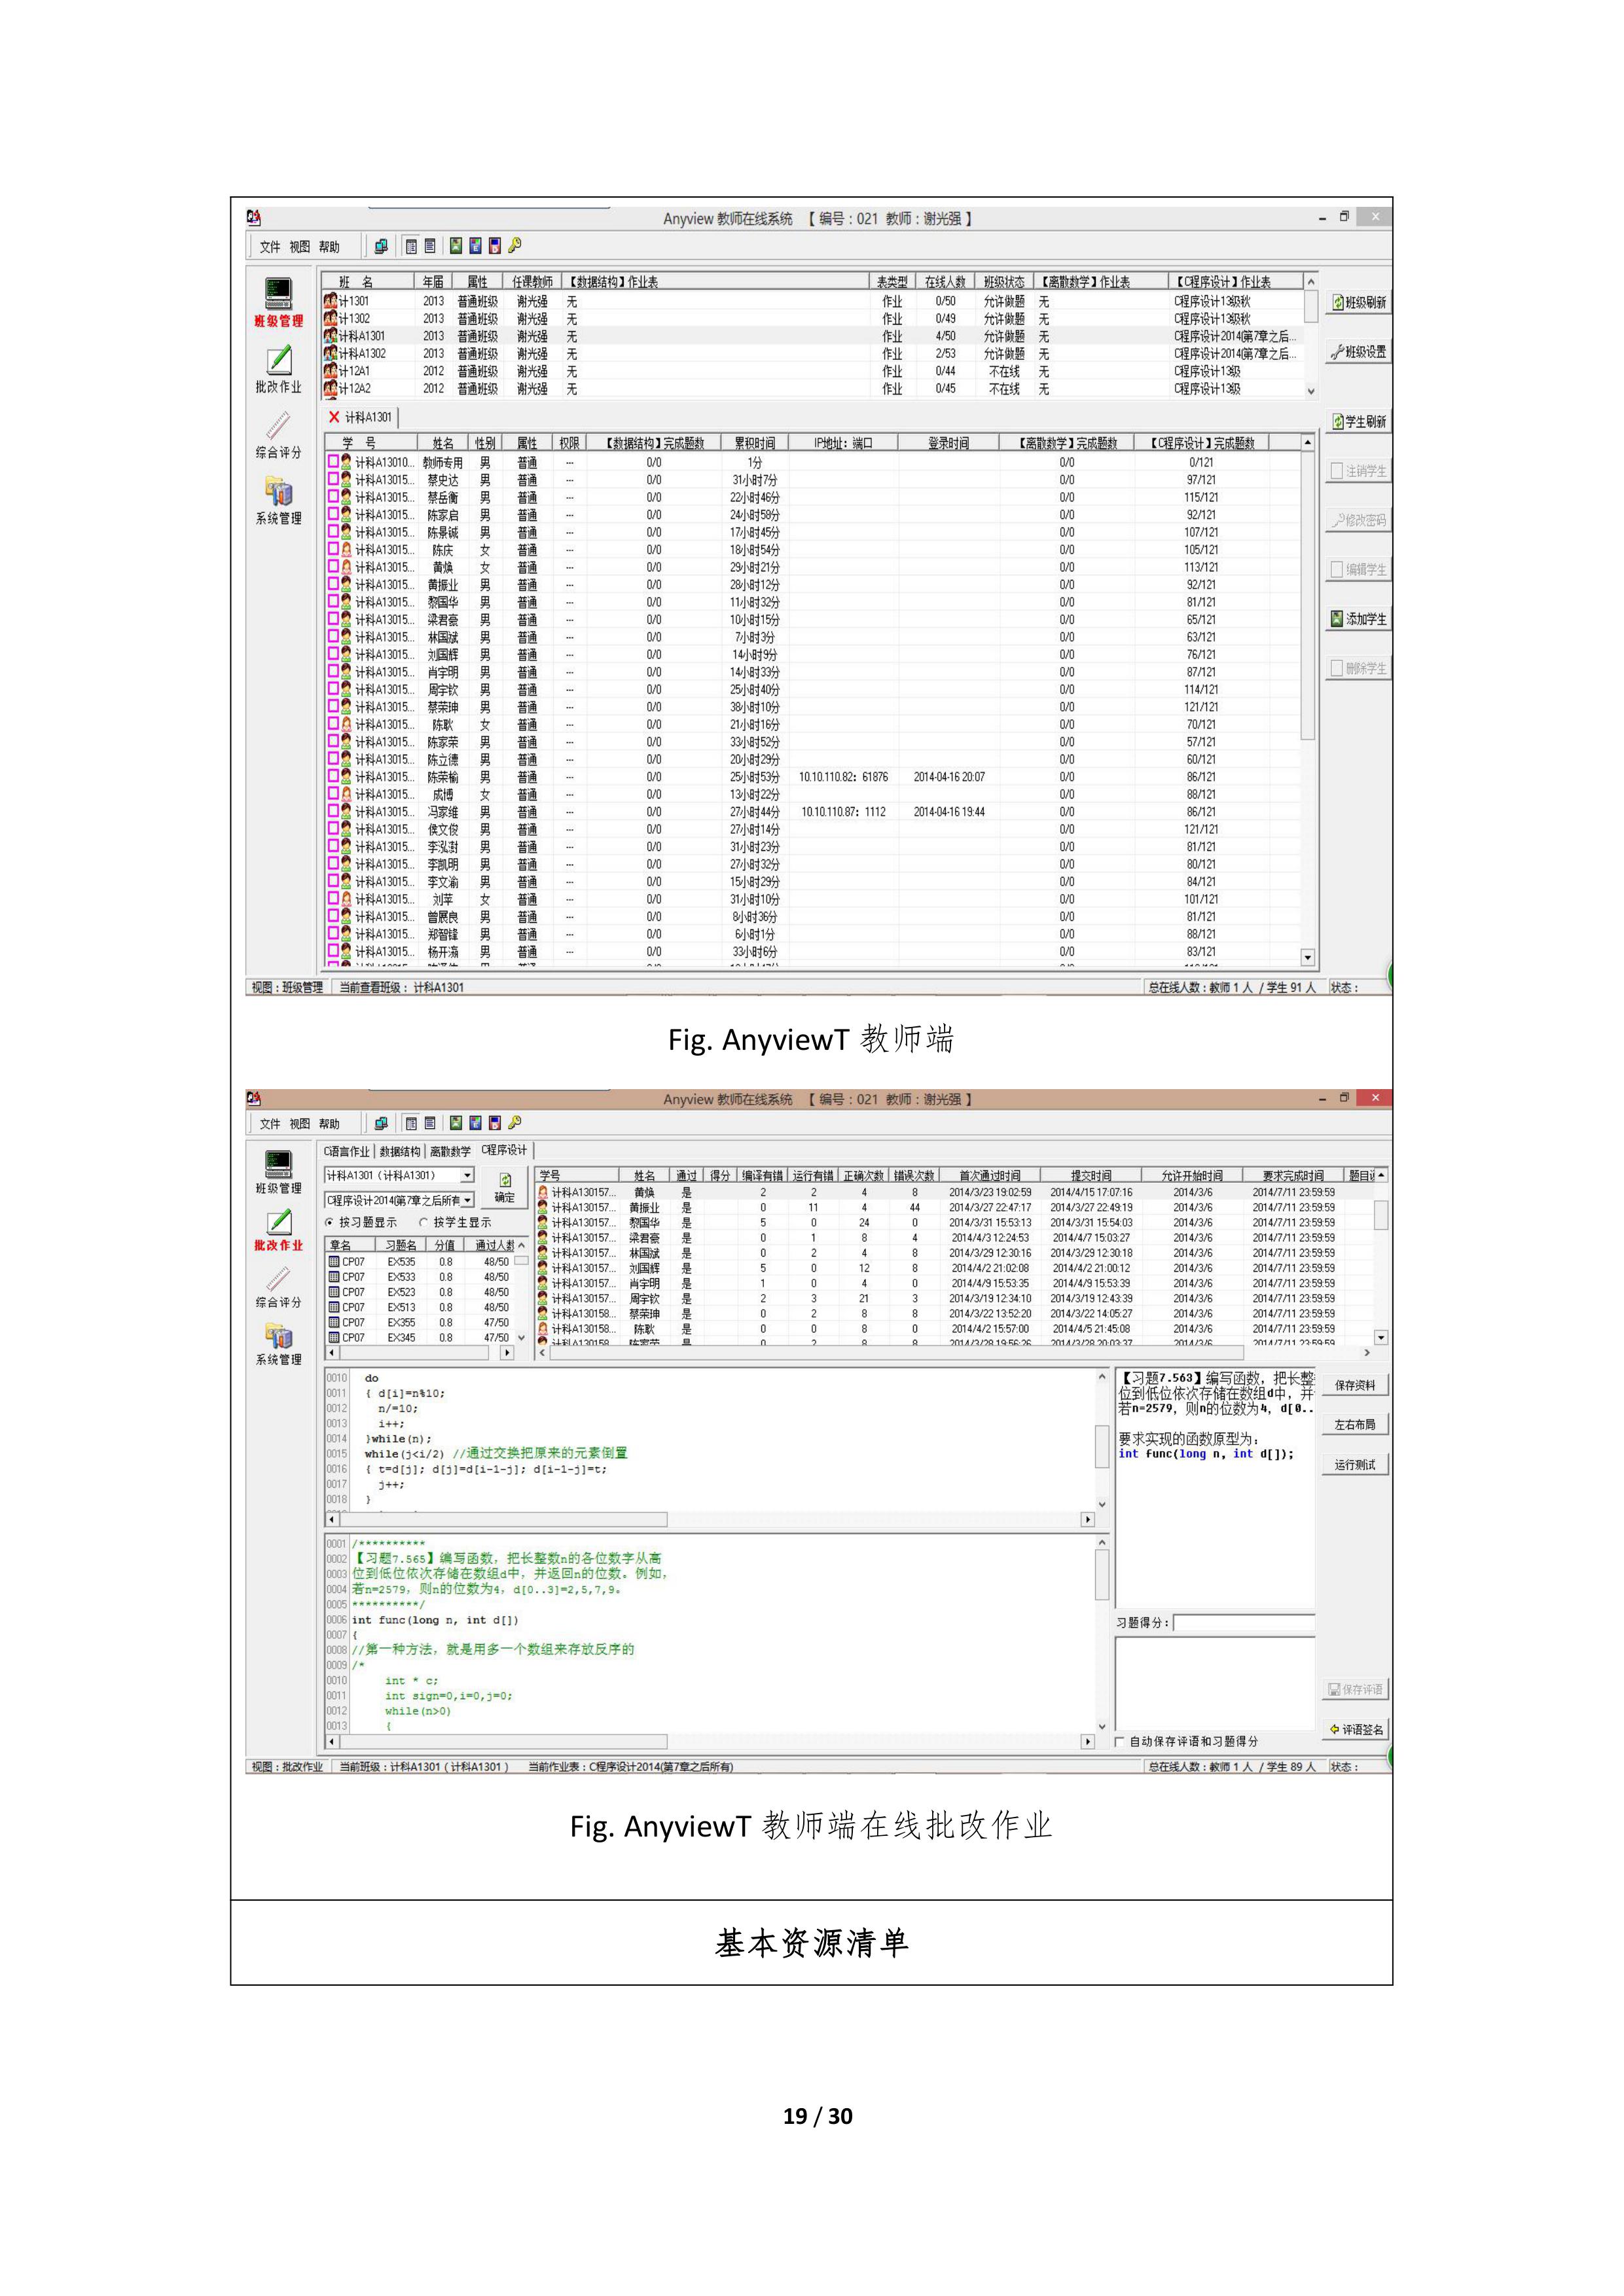 Anyview 教师在线系统 【 编号：021 教师：谢光强 】
文件 视图 帮助
班级管理
批改作业
综合评分
系统管理
班 名 年届 属性 任课教师 【数据结构】作业表 表类型 在线人数 班级状态 【离散数学】作业表 【C程序设计】作业表
计1301 2013 普通班级 谢光强 无 作业 0/50 允许做题 无 C程序设计13级秋
计1302 2013 普通班级 谢光强 无 作业 0/49 允许做题 无 C程序设计13级秋
计科A1301 2013 普通班级 谢光强 无 作业 4/50 允许做题 无 C程序设计2014(第7章之后...
计科A1302 2013 普通班级 谢光强 无 作业 2/53 允许做题 无 C程序设计2014(第7章之后...
计12A1 2012 普通班级 谢光强 无 作业 0/44 不在线 无 C程序设计13级
计12A2 2012 普通班级 谢光强 无 作业 0/45 不在线 无 C程序设计13级
班级刷新
班级设置
学生刷新
注销学生
修改密码
编辑学生
添加学生
删除学生
计科A1301
学 号 姓名 性别 属性 权限 【数据结构】完成题数 累积时间 IP地址：端口 登录时间 【离散数学】完成题数 【C程序设计】完成题数
计科A13010... 教师专用 男 普通 ... 0/0 1分 0/0 0/121
计科A13015... 蔡史达 男 普通 ... 0/0 31小时7分 0/0 97/121
计科A13015... 蔡岳衡 男 普通 ... 0/0 22小时46分 0/0 115/121
计科A13015... 陈家启 男 普通 ... 0/0 24小时58分 0/0 92/121
计科A13015... 陈景铖 男 普通 ... 0/0 17小时45分 0/0 107/121
计科A13015... 陈庆 女 普通 ... 0/0 18小时54分 0/0 105/121
计科A13015... 黄焕 女 普通 ... 0/0 29小时21分 0/0 113/121
计科A13015... 黄振业 男 普通 ... 0/0 28小时12分 0/0 92/121
计科A13015... 黎国华 男 普通 ... 0/0 11小时32分 0/0 81/121
计科A13015... 梁君豪 男 普通 ... 0/0 10小时15分 0/0 65/121
计科A13015... 林国斌 男 普通 ... 0/0 7小时3分 0/0 63/121
计科A13015... 刘国辉 男 普通 ... 0/0 14小时9分 0/0 76/121
计科A13015... 肖宇明 男 普通 ... 0/0 14小时33分 0/0 87/121
计科A13015... 周宇钦 男 普通 ... 0/0 25小时40分 0/0 114/121
计科A13015... 蔡荣珅 男 普通 ... 0/0 38小时10分 0/0 121/121
计科A13015... 陈耿 女 普通 ... 0/0 21小时16分 0/0 70/121
计科A13015... 陈家荣 男 普通 ... 0/0 33小时52分 0/0 57/121
计科A13015... 陈立德 男 普通 ... 0/0 20小时29分 0/0 60/121
计科A13015... 陈荣榆 男 普通 ... 0/0 25小时53分 10.10.110.82：61876 2014-04-16 20:07 0/0 86/121
计科A13015... 成博 女 普通 ... 0/0 13小时22分 0/0 88/121
计科A13015... 冯家维 男 普通 ... 0/0 27小时44分 10.10.110.87：1112 2014-04-16 19:44 0/0 86/121
计科A13015... 侯文俊 男 普通 ... 0/0 27小时14分 0/0 121/121
计科A13015... 李泓澍 男 普通 ... 0/0 31小时23分 0/0 81/121
计科A13015... 李凯明 男 普通 ... 0/0 27小时32分 0/0 80/121
计科A13015... 李文渝 男 普通 ... 0/0 15小时29分 0/0 84/121
计科A13015... 刘苹 女 普通 ... 0/0 31小时10分 0/0 101/121
计科A13015... 曾展良 男 普通 ... 0/0 8小时36分 0/0 81/121
计科A13015... 郑智锋 男 普通 ... 0/0 6小时1分 0/0 88/121
计科A13015... 杨开 男 普通 ... 0/0 33小时6分 0/0 83/121
视图：班级管理 当前查看班级：计科A1301 总在线人数：教师 1 人 / 学生 91 人 状态：
Fig. AnyviewT 教师端
Anyview 教师在线系统 【 编号：021 教师：谢光强 】
文件 视图 帮助
班级管理
批改作业
综合评分
系统管理
C语言作业 数据结构 离散数学 C程序设计
计科A1301（计科A1301）
C程序设计2014(第7章之后所有
确定
按习题显示 按学生显示
章名 习题名 分值 通过人数
CP07 EX535 0.8 48/50
CP07 EX533 0.8 48/50
CP07 EX523 0.8 48/50
CP07 EX513 0.8 48/50
CP07 EX355 0.8 47/50
CP07 EX345 0.8 47/50
学号 姓名 通过 得分 编译有错 运行有错 正确次数 错误次数 首次通过时间 提交时间 允许开始时间 要求完成时间
计科A130157... 黄焕 是 2 2 4 8 2014/3/23 19:02:59 2014/4/15 17:07:16 2014/3/6 2014/7/11 23:59:59
计科A130157... 黄振业 是 0 11 4 44 2014/3/27 22:47:17 2014/3/27 22:49:19 2014/3/6 2014/7/11 23:59:59
计科A130157... 黎国华 是 5 0 24 0 2014/3/31 15:53:13 2014/3/31 15:54:03 2014/3/6 2014/7/11 23:59:59
计科A130157... 梁君豪 是 0 1 8 4 2014/4/3 12:24:53 2014/4/7 15:03:27 2014/3/6 2014/7/11 23:59:59
计科A130157... 林国斌 是 0 2 4 8 2014/3/29 12:30:16 2014/3/29 12:30:18 2014/3/6 2014/7/11 23:59:59
计科A130157... 刘国辉 是 5 0 12 8 2014/4/2 21:02:08 2014/4/2 21:00:12 2014/3/6 2014/7/11 23:59:59
计科A130157... 肖宇明 是 1 0 4 0 2014/4/9 15:53:35 2014/4/9 15:53:39 2014/3/6 2014/7/11 23:59:59
计科A130157... 周宇钦 是 2 3 21 3 2014/3/19 12:34:10 2014/3/19 12:43:39 2014/3/6 2014/7/11 23:59:59
计科A130158... 蔡荣珅 是 0 2 8 8 2014/3/22 13:52:20 2014/3/22 14:05:27 2014/3/6 2014/7/11 23:59:59
计科A130158... 陈耿 是 0 0 8 0 2014/4/2 15:57:00 2014/4/5 21:45:08 2014/3/6 2014/7/11 23:59:59
计科A130158 陈家荣 是 0 2 8 8 2014/3/28 19:56:26 2014/3/28 20:03:37 2014/3/6 2014/7/11 23:59:59
0010 do
0011 { d[i]=n%10;
0012 n/=10;
0013 i++;
0014 }while(n);
0015 while(j<i/2) //通过交换把原来的元素倒置
0016 { t=d[j]; d[j]=d[i-1-j]; d[i-1-j]=t;
0017 j++;
0018 }
【习题7.563】编写函数，把长整
位到低位依次存储在数组d中，并
若n=2579，则n的位数为4，d[0..
要求实现的函数原型为：
int func(long n, int d[]);
保存资料
左右布局
运行测试
0001 /**********
0002 【习题7.565】编写函数，把长整数n的各位数字从高
0003 位到低位依次存储在数组d中，并返回n的位数。例如，
0004 若n=2579，则n的位数为4，d[0..3]=2,5,7,9。
0005 **********/
0006 int func(long n, int d[])
0007 {
0008 //第一种方法，就是用多一个数组来存放反序的
0009 /*
0010 int * c;
0011 int sign=0,i=0,j=0;
0012 while(n>0)
0013 {
习题得分：
保存评语
评语签名
自动保存评语和习题得分
视图：批改作业 当前班级：计科A1301（计科A1301） 当前作业表：C程序设计2014(第7章之后所有) 总在线人数：教师 1 人 / 学生 89 人 状态：
Fig. AnyviewT 教师端在线批改作业
基本资源清单
19 / 30